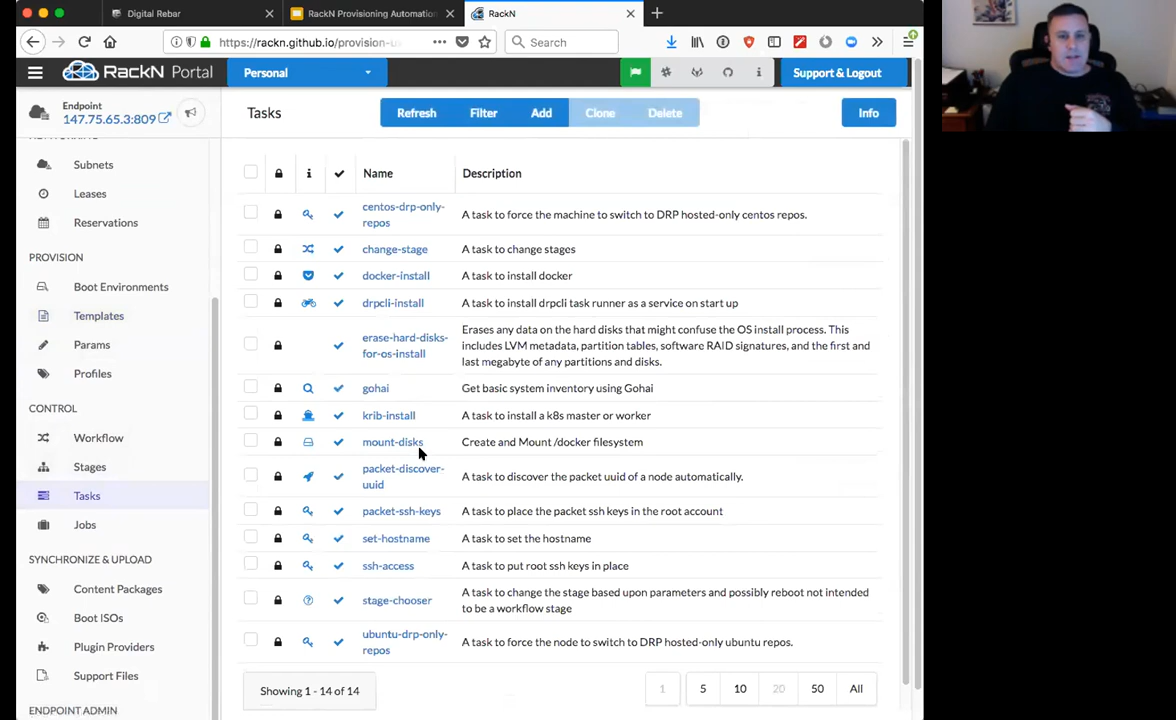 Digital Rebar
RackN Provisioning Automation
RackN
https://rackn.github.io/provision-u
Search
RackN Portal
Personal
Support & Logout
Endpoint
147.75.65.3:809
Tasks
Refresh
Filter
Add
Clone
Delete
Info
Subnets
Leases
Reservations
PROVISION
Boot Environments
Templates
Params
Profiles
CONTROL
Workflow
Stages
Tasks
Jobs
SYNCHRONIZE & UPLOAD
Content Packages
Boot ISOs
Plugin Providers
Support Files
ENDPOINT ADMIN
Name
Description
centos-drp-only-
repos
A task to force the machine to switch to DRP hosted-only centos repos.
change-stage
A task to change stages
docker-install
A task to install docker
drpcli-install
A task to install drpcli task runner as a service on start up
erase-hard-disks-
for-os-install
Erases any data on the hard disks that might confuse the OS install process. This
includes LVM metadata, partition tables, software RAID signatures, and the first and
last megabyte of any partitions and disks.
gohai
Get basic system inventory using Gohai
krib-install
A task to install a k8s master or worker
mount-disks
Create and Mount /docker filesystem
packet-discover-
uuid
A task to discover the packet uuid of a node automatically.
packet-ssh-keys
A task to place the packet ssh keys in the root account
set-hostname
A task to set the hostname
ssh-access
A task to put root ssh keys in place
stage-chooser
A task to change the stage based upon parameters and possibly reboot not intended
to be a workflow stage
ubuntu-drp-only-
repos
A task to force the node to switch to DRP hosted-only ubuntu repos.
Showing 1 - 14 of 14
1
5
10
20
50
All